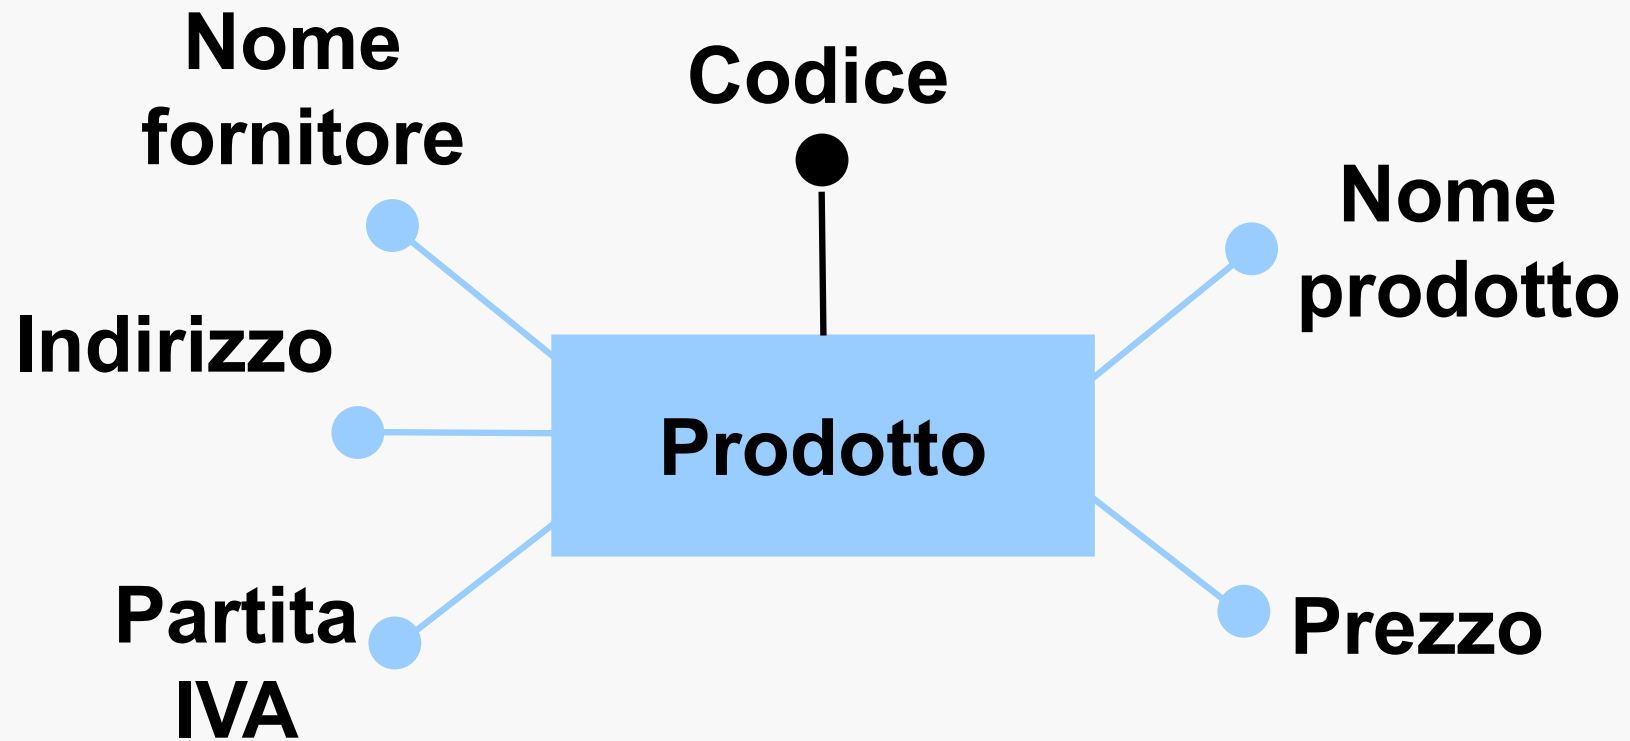 Nome
fornitore
Codice
Nome
prodotto
Indirizzo
Prodotto
Partita
IVA
Prezzo